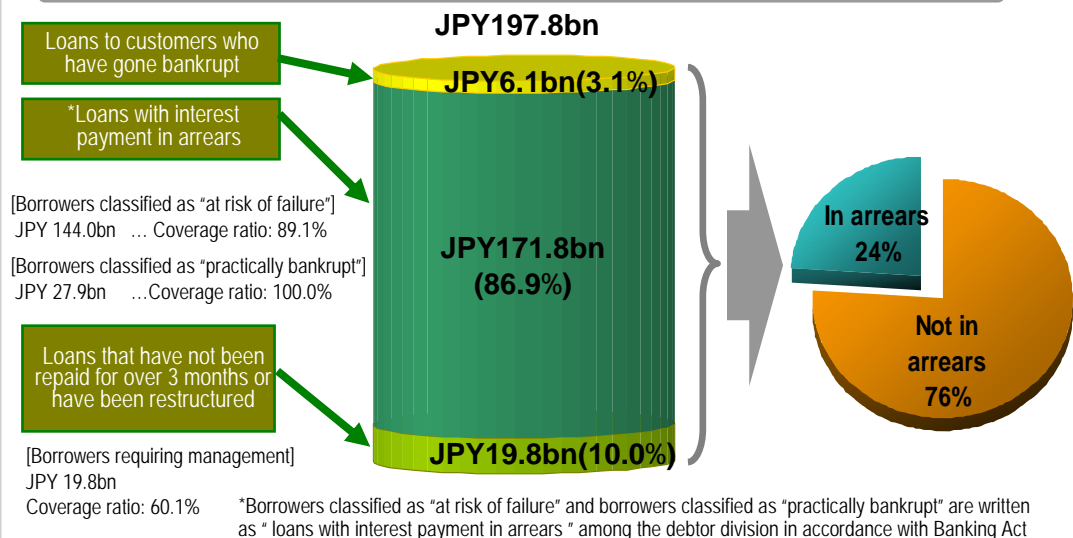 JPY197.8bn
Loans to customers who
have gone bankrupt
JPY6.1bn(3.1%)
*Loans with interest
payment in arrears
[Borrowers classified as “at risk of failure”]
JPY 144.0bn … Coverage ratio: 89.1%
[Borrowers classified as “practically bankrupt”]
JPY 27.9bn …Coverage ratio: 100.0%
JPY171.8bn
(86.9%)
In arrears
24%
Not in
arrears
76%
Loans that have not been
repaid for over 3 months or
have been restructured
JPY19.8bn(10.0%)
[Borrowers requiring management]
JPY 19.8bn
Coverage ratio: 60.1%
*Borrowers classified as “at risk of failure” and borrowers classified as “practically bankrupt” are written
as “ loans with interest payment in arrears ” among the debtor division in accordance with Banking Act